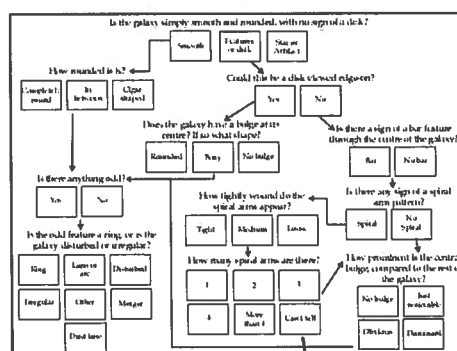 Is the galaxy simply smooth and rounded, with no sign of a disk?
Smooth
Features or disk
Star or Artifact
How rounded is it?
Could this be a disk viewed edge-on?
Completely round
In between
Cigar shaped
Yes
No
Does the galaxy have a bulge at its
centre? If so what shape?
Is there a sign of a bar feature
through the centre of the galaxy?
Rounded
Boxy
No bulge
Bar
No bar
Is there anything odd?
Is there any sign of a spiral
arm pattern?
Yes
No
How tightly wound do the
spiral arms appear?
Spiral
No Spiral
Tight
Medium
Loose
Is the odd feature a ring, or is the
galaxy disturbed or irregular?
How many spiral arms are there?
How prominent is the central
bulge, compared to the rest of
the galaxy?
Ring
Lens or arc
Disturbed
1
2
3
No bulge
Just noticeable
Irregular
Other
Merger
4
More than 4
Can't tell
Obvious
Dominant
Dust lane